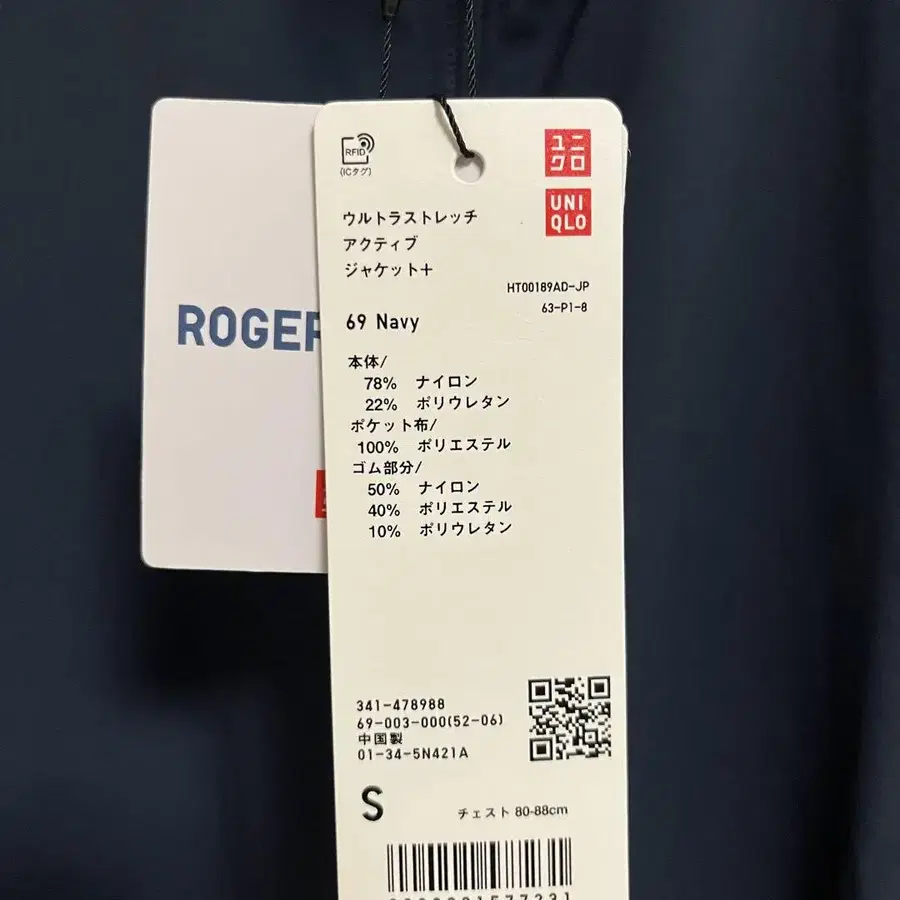 ROGER
RFID
(ICタグ)
ユニ
クロ
UNI
QLO
ウルトラストレッチ
アクティブ
ジャケット+
HT00189AD-JP
63-P1-8
69 Navy
本体/
78% ナイロン
22% ポリウレタン
ポケット布/
100% ポリエステル
ゴム部分/
50% ナイロン
40% ポリエステル
10% ポリウレタン
341-478988
69-003-000(52-06)
中国製
01-34-5N421A
S
チェスト 80-88cm